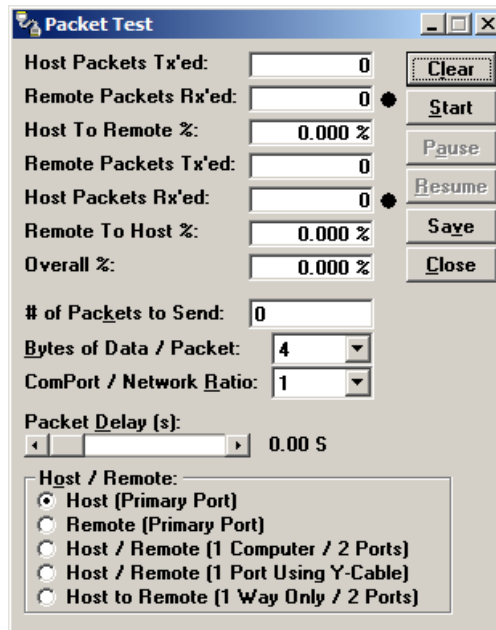 Packet Test
Host Packets Tx'ed: 0
Clear
Remote Packets Rx'ed: 0
Start
Host To Remote %: 0.000 %
Pause
Remote Packets Tx'ed: 0
Resume
Host Packets Rx'ed: 0
Remote To Host %: 0.000 %
Save
Overall %: 0.000 %
Close
# of Packets to Send: 0
Bytes of Data / Packet: 4
ComPort / Network Ratio: 1
Packet Delay (s):
0.00 S
Host / Remote:
Host (Primary Port)
Remote (Primary Port)
Host / Remote (1 Computer / 2 Ports)
Host / Remote (1 Port Using Y-Cable)
Host to Remote (1 Way Only / 2 Ports)